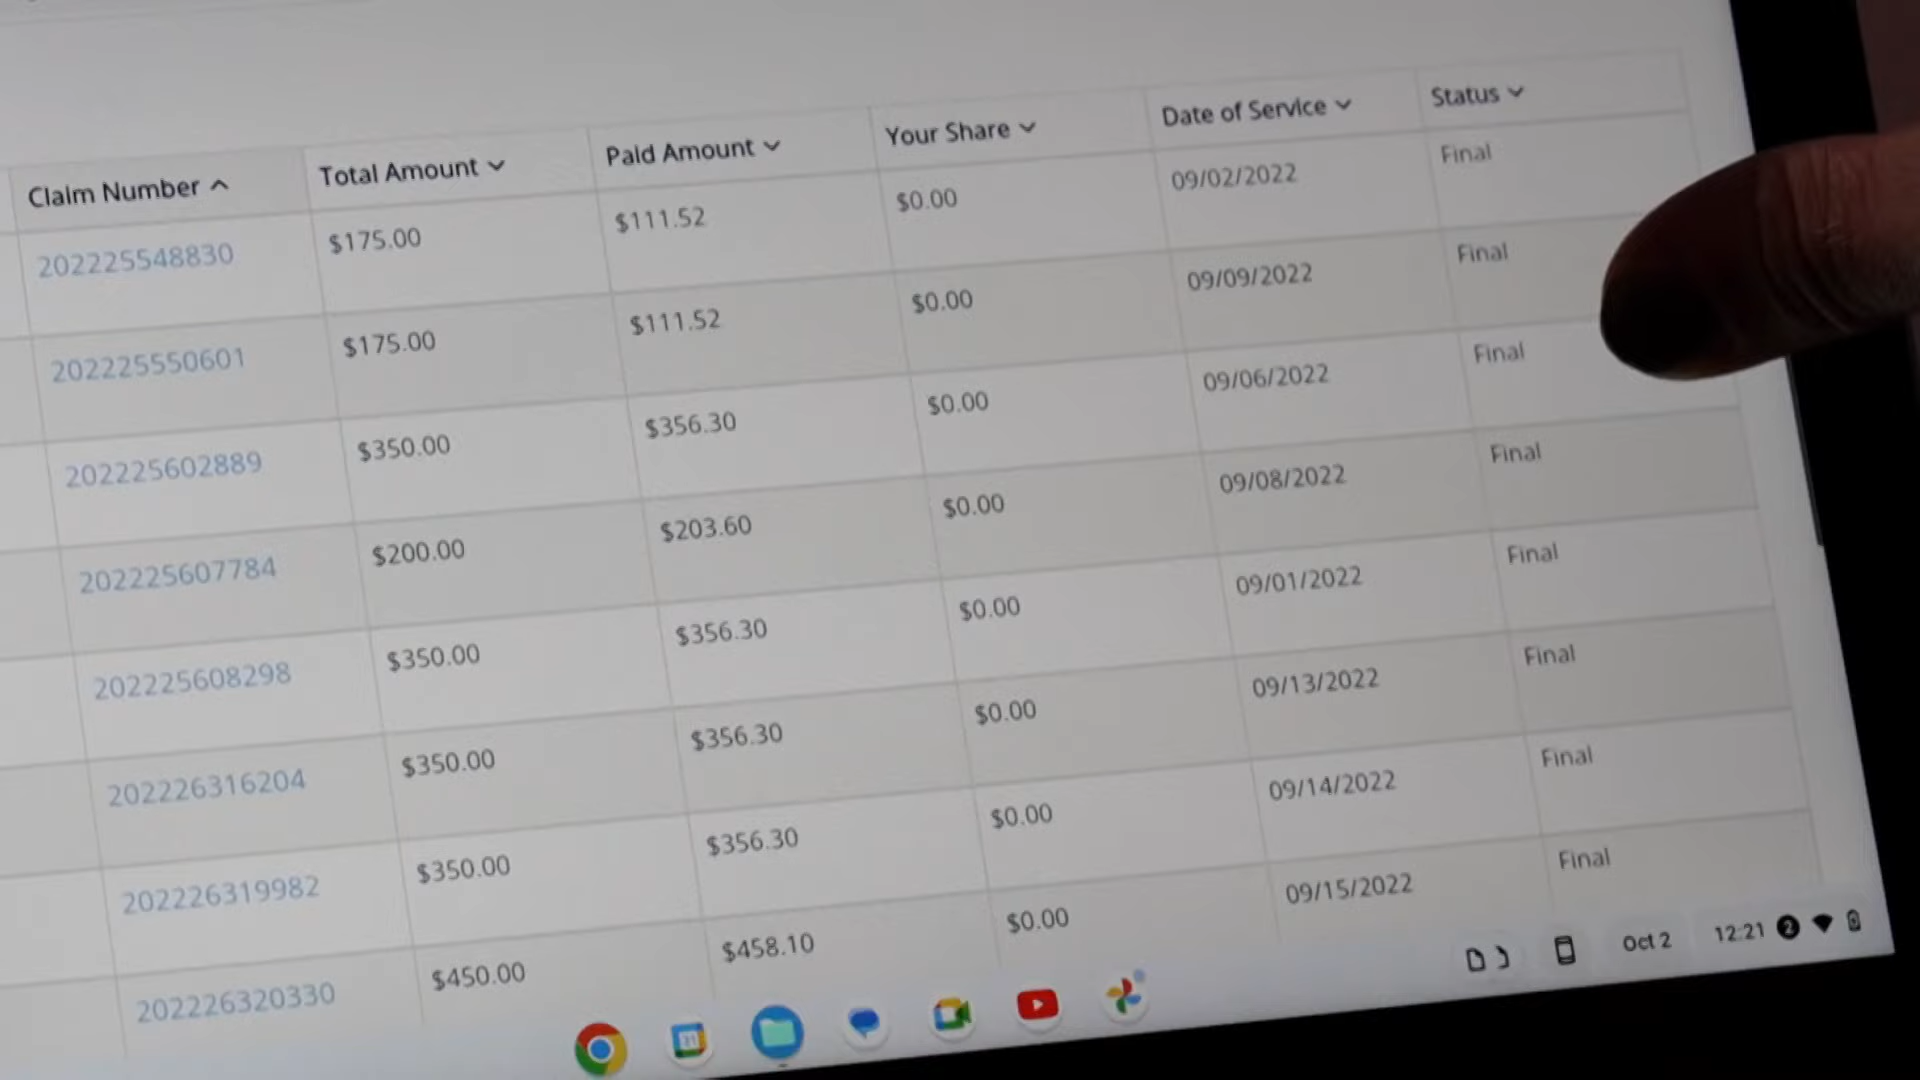 Claim Number Total Amount Paid Amount Your Share Date of Service Status
202225548830 $175.00 $111.52 $0.00 09/02/2022 Final
202225550601 $175.00 $111.52 $0.00 09/09/2022 Final
202225602889 $350.00 $356.30 $0.00 09/06/2022 Final
202225607784 $200.00 $203.60 $0.00 09/08/2022 Final
202225608298 $350.00 $356.30 $0.00 09/01/2022 Final
202226316204 $350.00 $356.30 $0.00 09/13/2022 Final
202226319982 $350.00 $356.30 $0.00 09/14/2022 Final
202226320330 $450.00 $458.10 $0.00 09/15/2022 Final
31
Oct 2 12:21 2